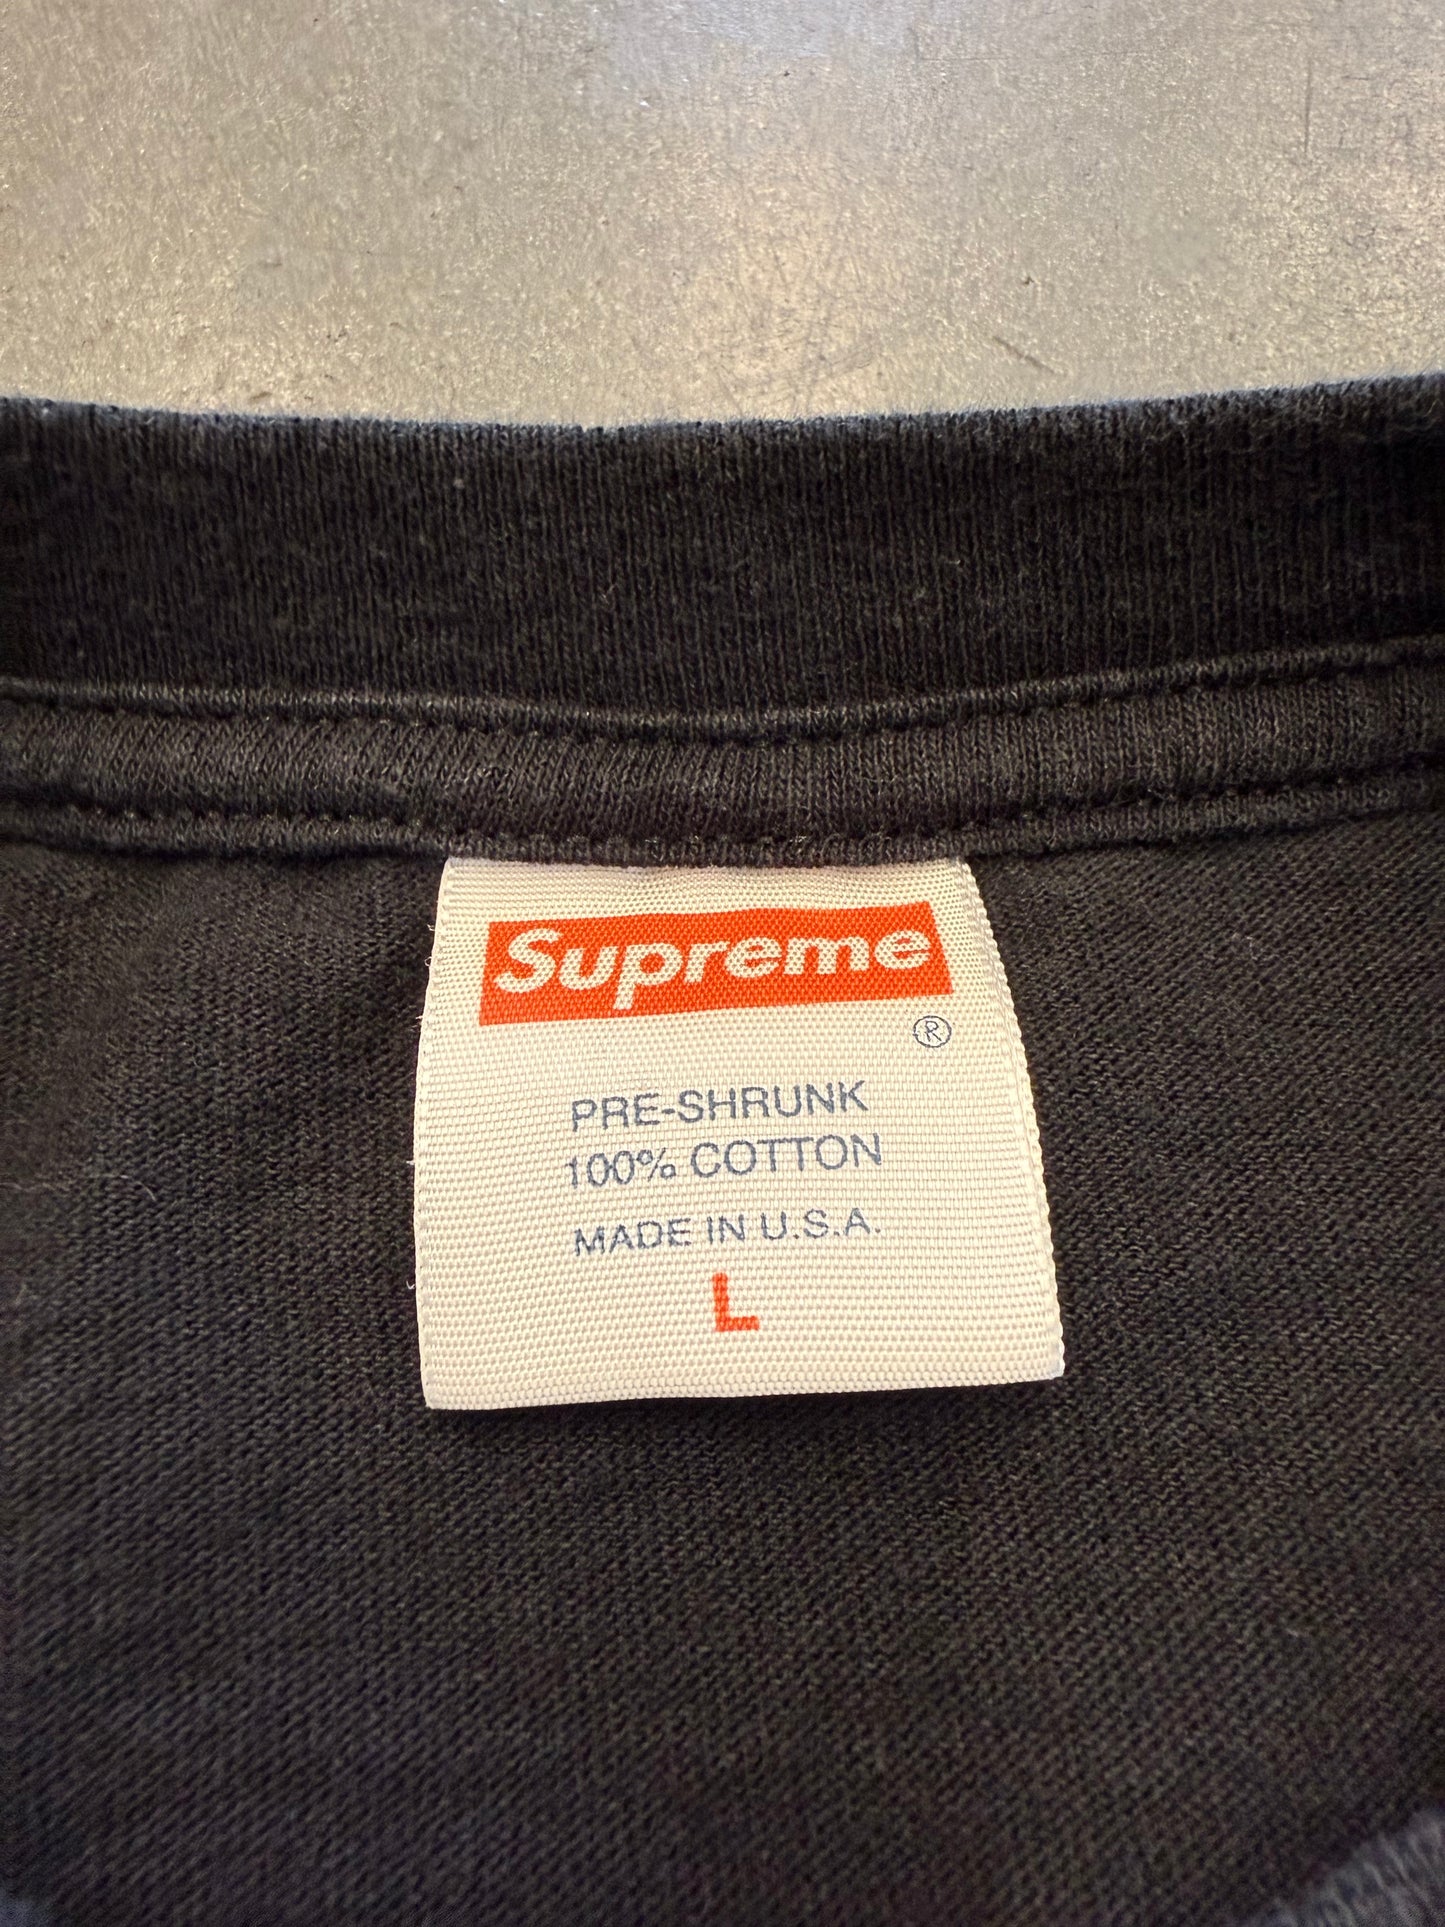 Supreme
®
PRE-SHRUNK
100% COTTON
MADE IN U.S.A.
L